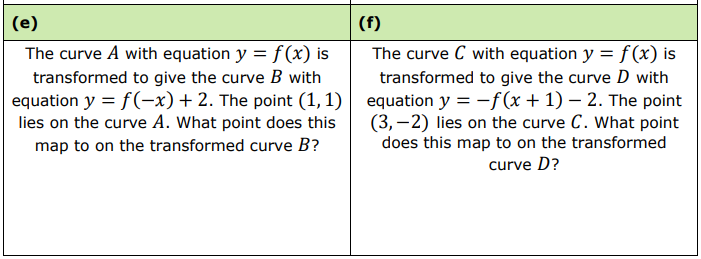 (e)
The curve A with equation y = f(x) is
transformed to give the curve B with
equation y = f(−x) + 2. The point (1, 1)
lies on the curve A. What point does this
map to on the transformed curve B?
(f)
The curve C with equation y = f(x) is
transformed to give the curve D with
equation y = −f(x + 1) − 2. The point
(3, −2) lies on the curve C. What point
does this map to on the transformed
curve D?